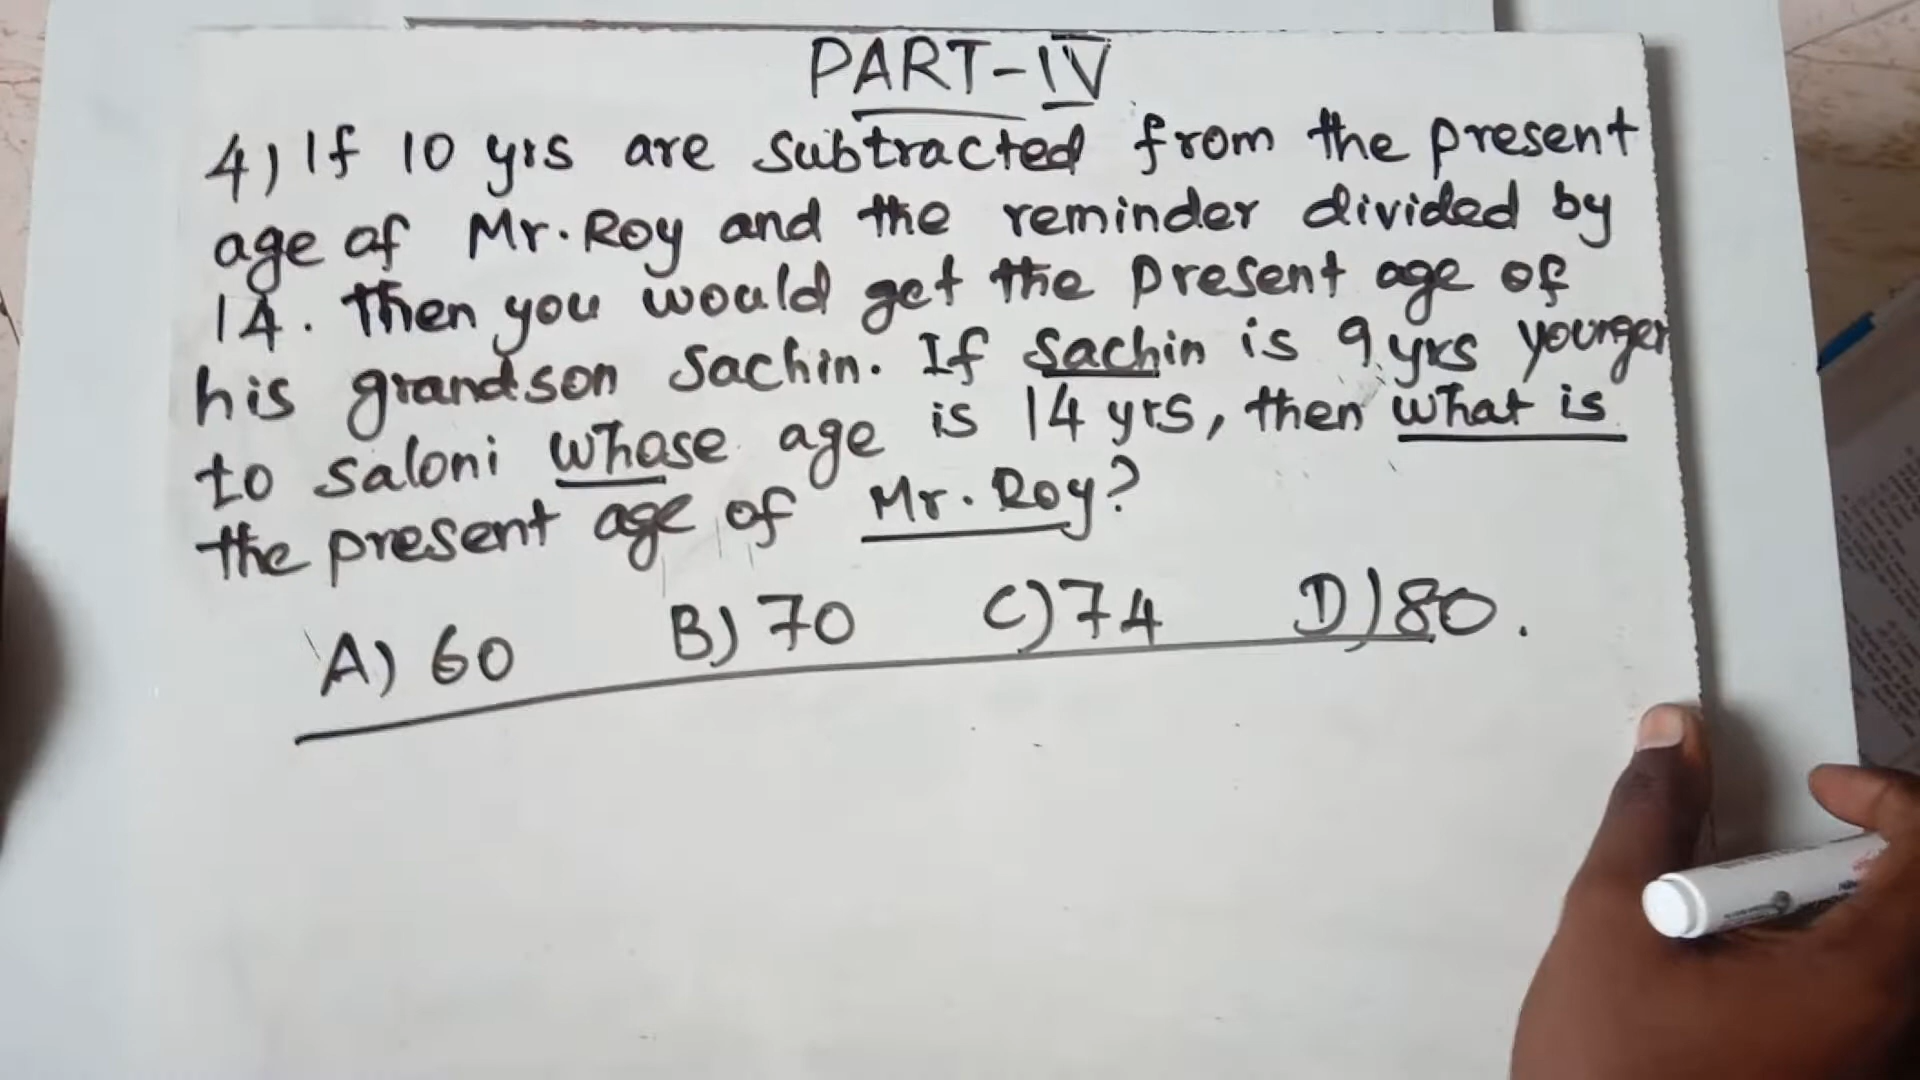 PART-IV
4) If 10 yrs are subtracted from the present
age of Mr. Roy and the reminder divided by
14. Then you would get the present age of
his grandson Sachin. If Sachin is 9 yrs younger
to saloni whose age is 14 yrs, then what is
the present age of Mr. Roy?
A) 60 B) 70 C) 74 D) 80.